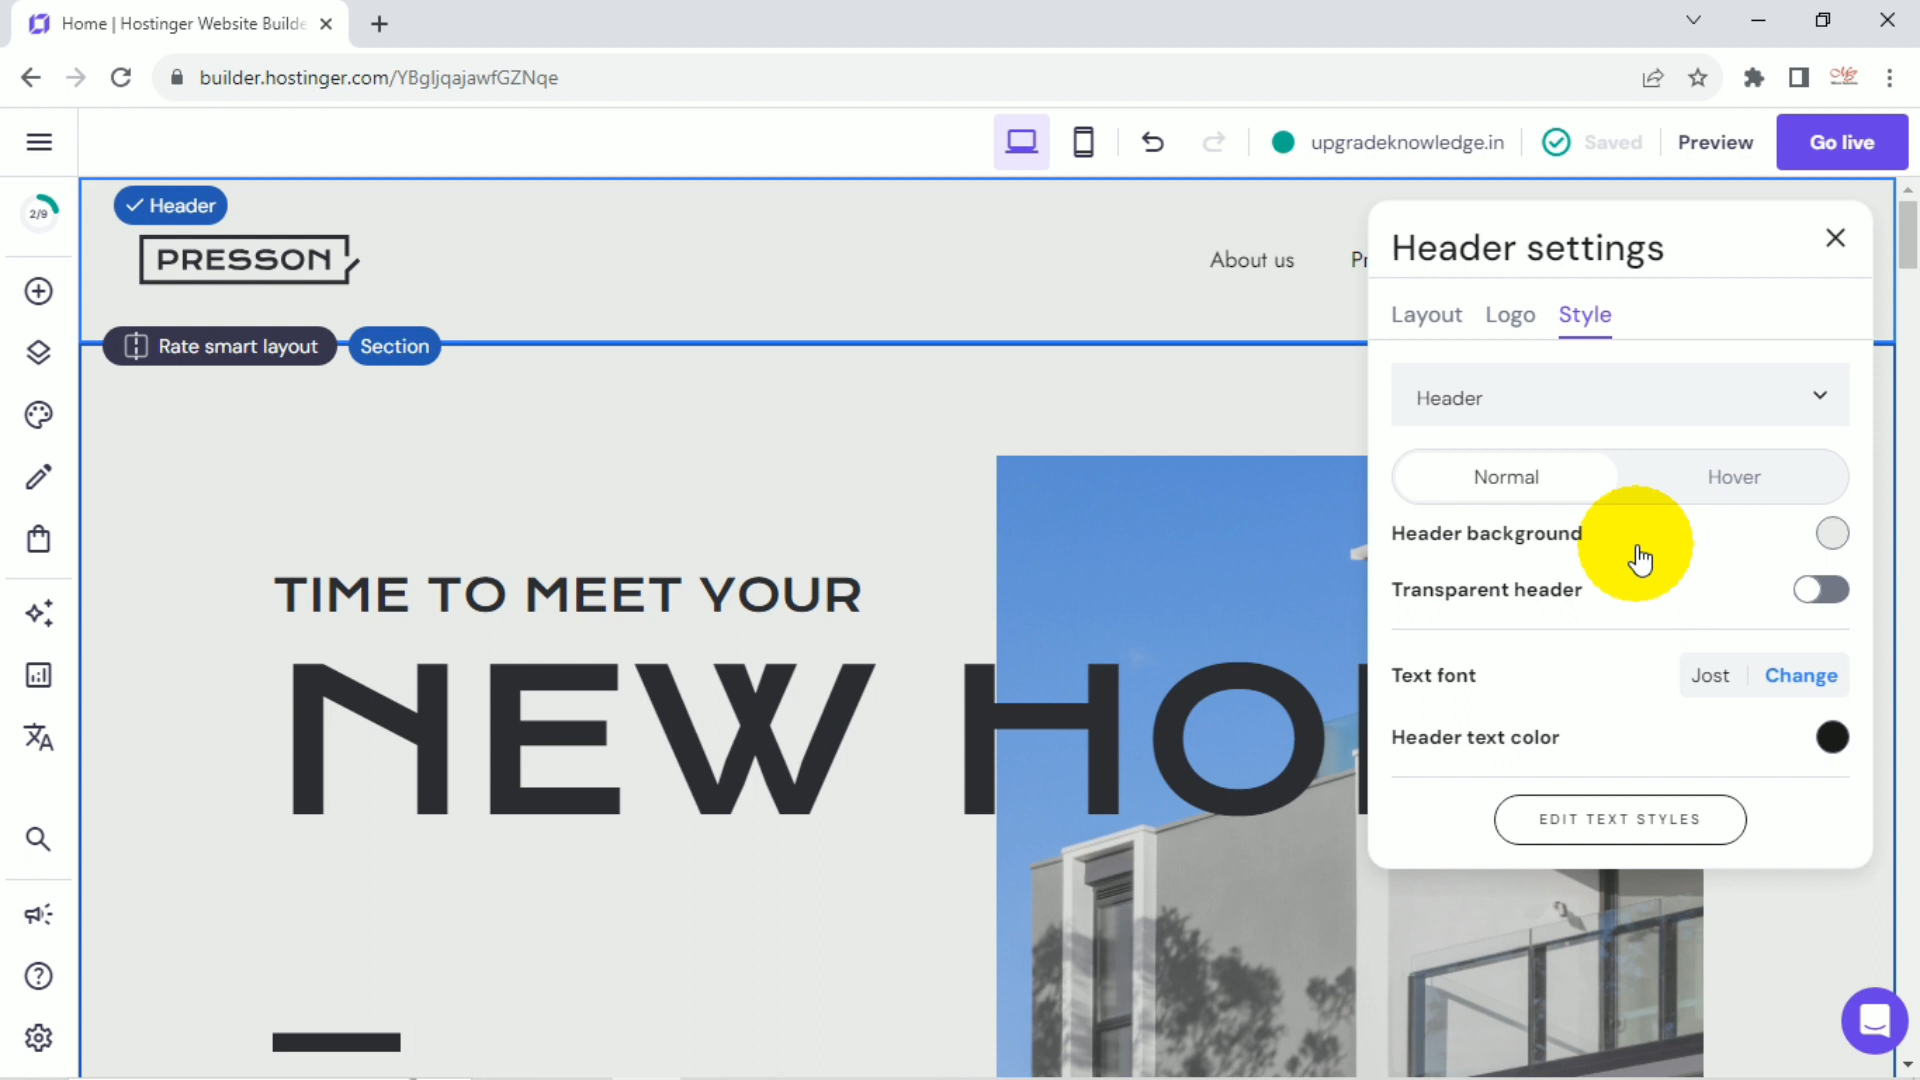 Home | Hostinger Website Builde
builder.hostinger.com/YBgIjqajawfGZNqe
upgradeknowledge.in
Saved
Preview
Go live
2/9
Header
PRESSON
About us
Pr
Rate smart layout
Section
TIME TO MEET YOUR
NEW HO
Header settings
Layout
Logo
Style
Header
Normal
Hover
Header background
Transparent header
Text font
Jost
Change
Header text color
EDIT TEXT STYLES